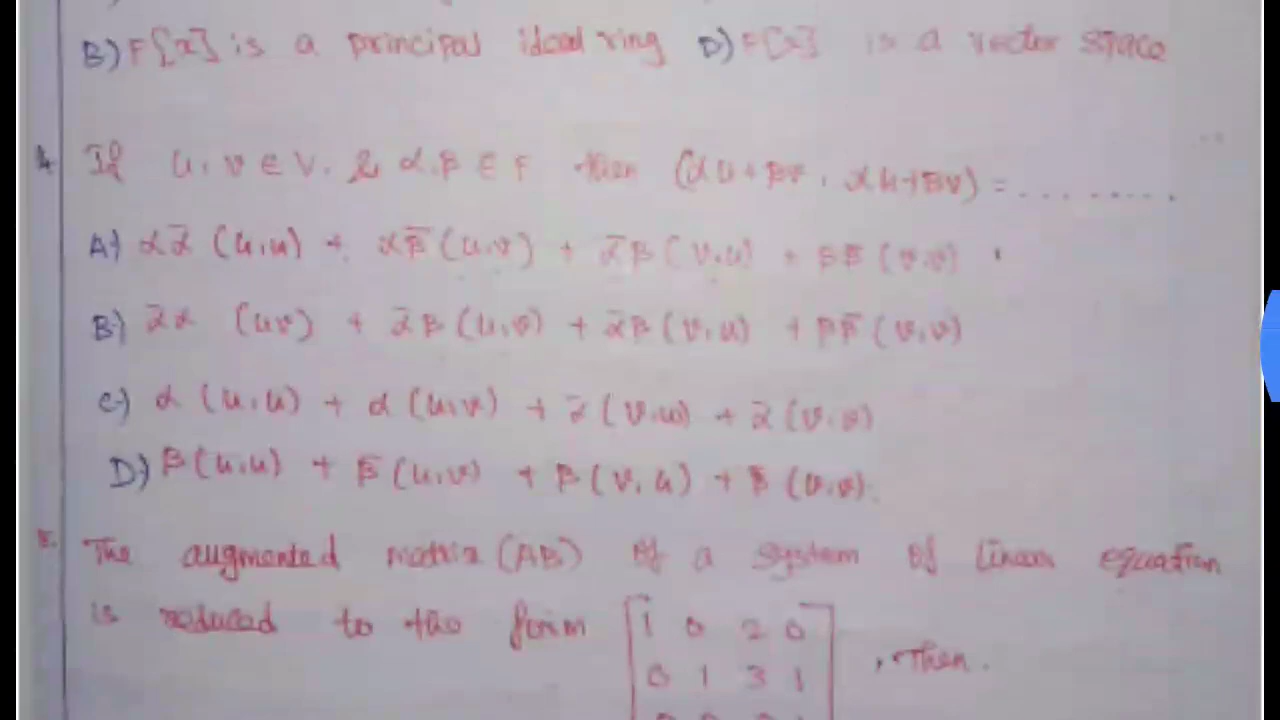 B) F[x] is a principal ideal ring D) F[x] is a vector space
4. If u, v ∈ V, & α, β ∈ F then (αu + βv, αu + βv) = .........
A) αᾱ (u,u) + αβ̄ (u,v) + ᾱβ (v,u) + ββ̄ (v,v)
B) ᾱα (uv) + ᾱβ (u,v) + ᾱβ (v,u) + ββ̄ (v,v)
C) α (u,u) + α (u,v) + ᾱ (v,u) + ᾱ (v,v)
D) β (u,u) + β̄ (u,v) + β (v,u) + β̄ (v,v).
5. The augmented matrix (AB) of a system of linear equation
is reduced to the form [1 0 2 0
0 1 3 1 , Then.